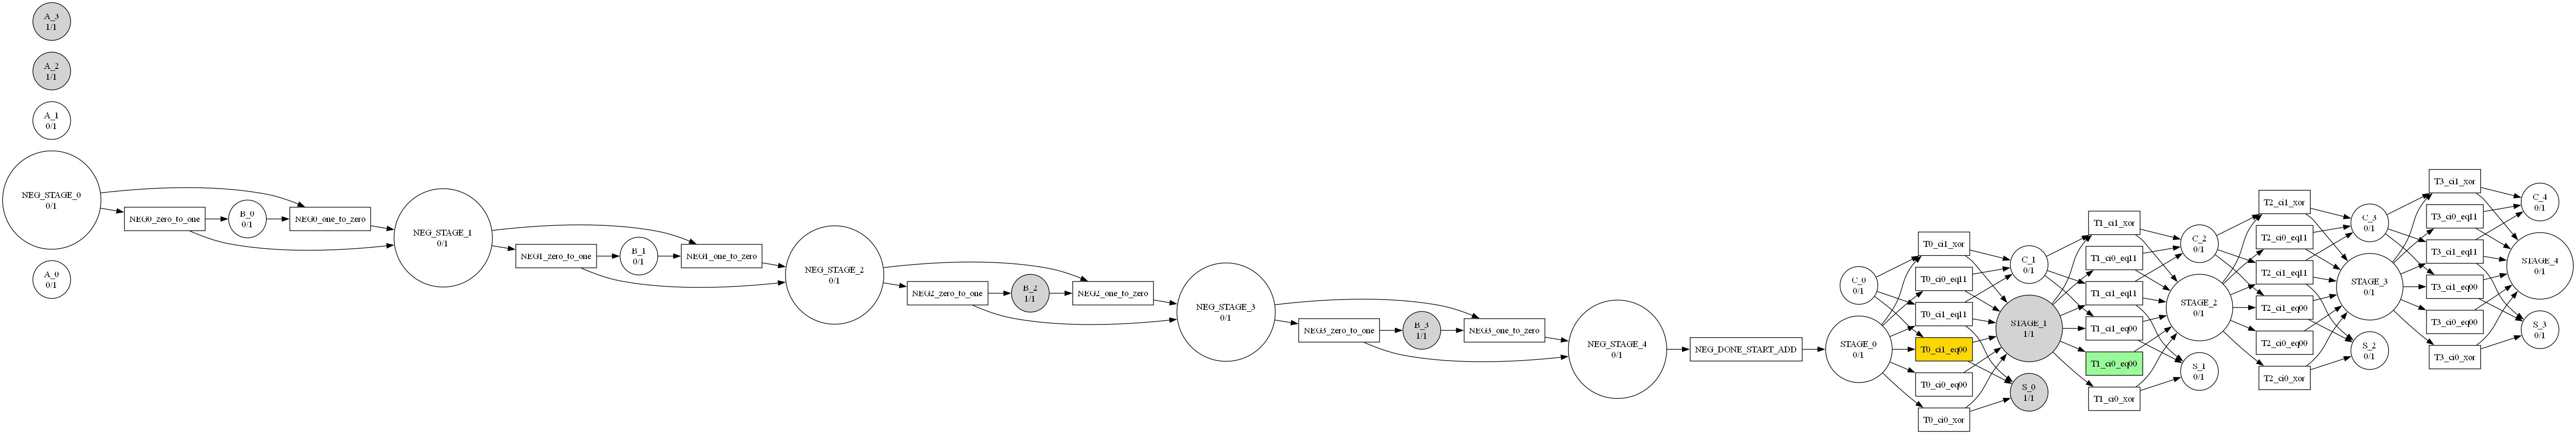 A_3
1/1
A_2
1/1
A_1
0/1
NEG_STAGE_0
0/1
A_0
0/1
NEG0_zero_to_one
B_0
0/1
NEG0_one_to_zero
NEG_STAGE_1
0/1
NEG1_zero_to_one
B_1
0/1
NEG1_one_to_zero
NEG_STAGE_2
0/1
NEG2_zero_to_one
B_2
1/1
NEG2_one_to_zero
NEG_STAGE_3
0/1
NEG3_zero_to_one
B_3
1/1
NEG3_one_to_zero
NEG_STAGE_4
0/1
NEG_DONE_START_ADD
C_0
0/1
STAGE_0
0/1
T0_ci1_xor
T0_ci0_eq11
T0_ci1_eq11
T0_ci1_eq00
T0_ci0_eq00
T0_ci0_xor
C_1
0/1
STAGE_1
1/1
S_0
1/1
T1_ci1_xor
T1_ci0_eq11
T1_ci1_eq11
T1_ci1_eq00
T1_ci0_eq00
T1_ci0_xor
C_2
0/1
STAGE_2
0/1
S_1
0/1
T2_ci1_xor
T2_ci0_eq11
T2_ci1_eq11
T2_ci1_eq00
T2_ci0_eq00
T2_ci0_xor
C_3
0/1
STAGE_3
0/1
S_2
0/1
T3_ci1_xor
T3_ci0_eq11
T3_ci1_eq11
T3_ci1_eq00
T3_ci0_eq00
T3_ci0_xor
C_4
0/1
STAGE_4
0/1
S_3
0/1